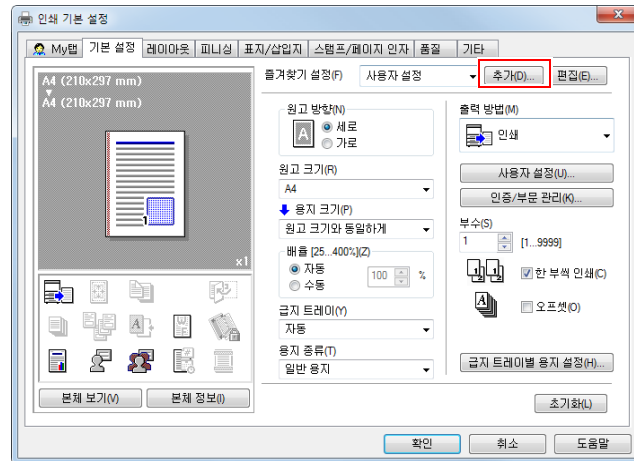 인쇄 기본 설정
My탭 기본 설정 레이아웃 피니싱 표지/삽입지 스탬프/페이지 인자 품질 기타
A4 (210x297 mm)
A4 (210x297 mm)
1
x1
본체 보기(V) 본체 정보(I)
즐겨찾기 설정(F) 사용자 설정 추가(D)... 편집(E)...
원고 방향(N)
A 세로
가로
원고 크기(R)
A4
용지 크기(P)
원고 크기와 동일하게
배율 [25...400%](Z)
자동
수동
100 %
급지 트레이(Y)
자동
용지 종류(T)
일반 용지
출력 방법(M)
인쇄
사용자 설정(U)...
인증/부문 관리(K)...
부수(S)
1 [1...9999]
1 2 1 2 한 부씩 인쇄(C)
A 오프셋(O)
급지 트레이별 용지 설정(H)...
초기화(L)
확인 취소 도움말